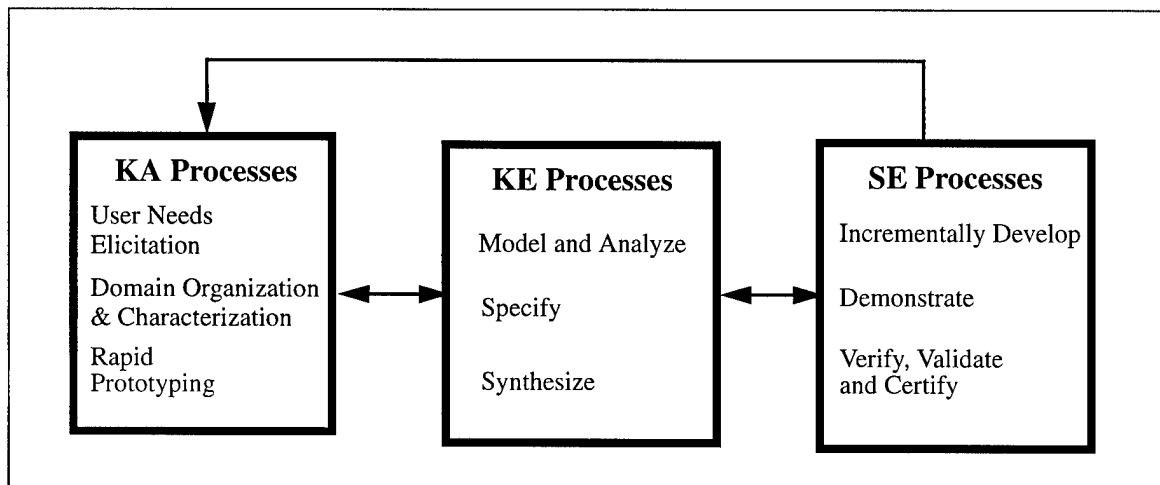 KA Processes
User Needs
Elicitation
Domain Organization
& Characterization
Rapid
Prototyping
KE Processes
Model and Analyze
Specify
Synthesize
SE Processes
Incrementally Develop
Demonstrate
Verify, Validate
and Certify